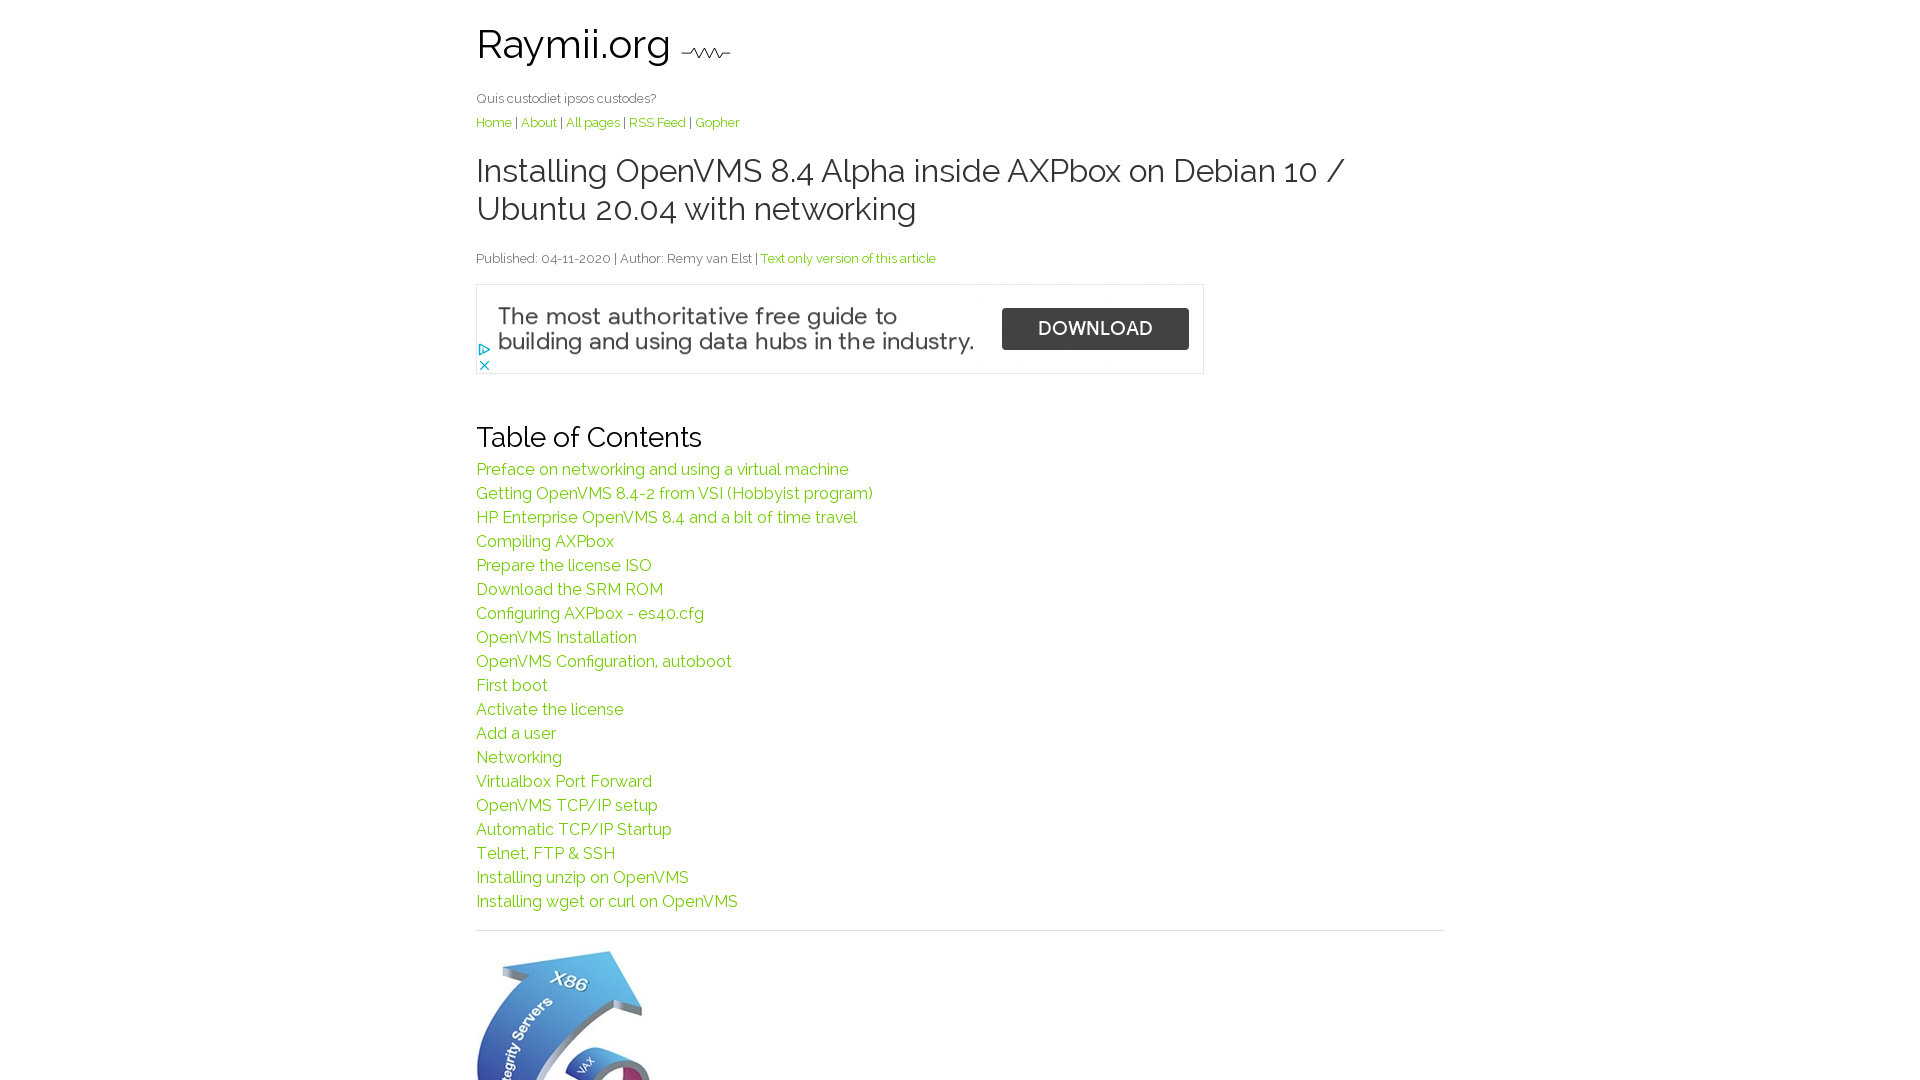 Raymii.org
Quis custodiet ipsos custodes?
Home | About | All pages | RSS Feed | Gopher
Installing OpenVMS 8.4 Alpha inside AXPbox on Debian 10 /
Ubuntu 20.04 with networking
Published: 04-11-2020 | Author: Remy van Elst | Text only version of this article
The most authoritative free guide to
building and using data hubs in the industry.
DOWNLOAD
Table of Contents
Preface on networking and using a virtual machine
Getting OpenVMS 8.4-2 from VSI (Hobbyist program)
HP Enterprise OpenVMS 8.4 and a bit of time travel
Compiling AXPbox
Prepare the license ISO
Download the SRM ROM
Configuring AXPbox - es40.cfg
OpenVMS Installation
OpenVMS Configuration, autoboot
First boot
Activate the license
Add a user
Networking
Virtualbox Port Forward
OpenVMS TCP/IP setup
Automatic TCP/IP Startup
Telnet, FTP & SSH
Installing unzip on OpenVMS
Installing wget or curl on OpenVMS
X86
Servers
VAX